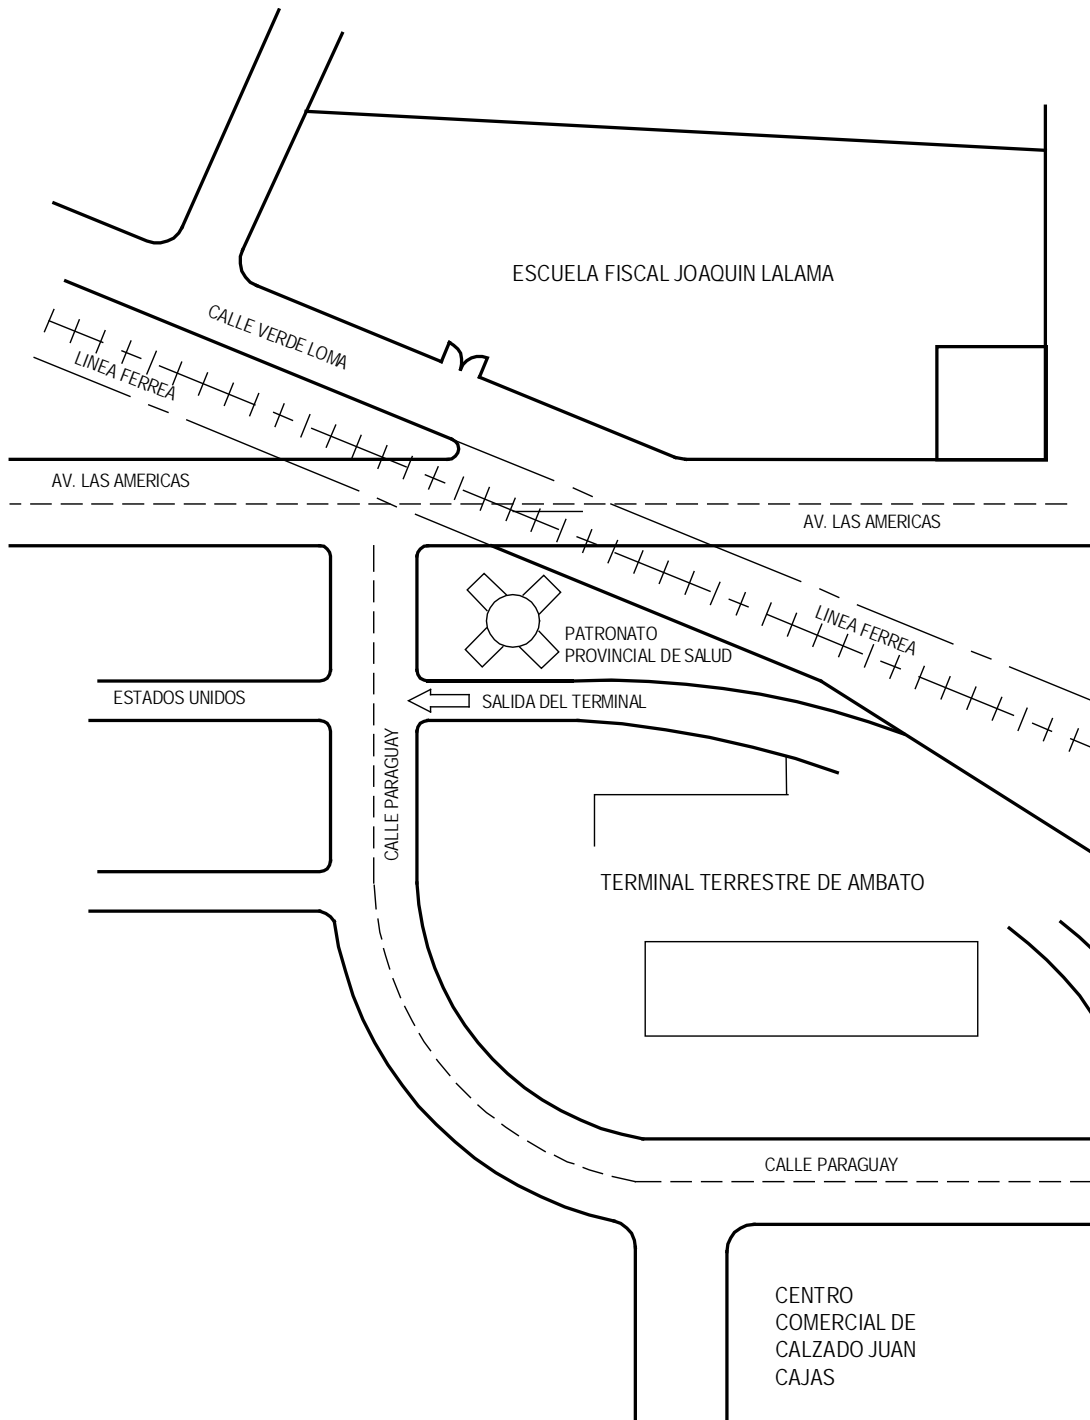 ESCUELA FISCAL JOAQUIN LALAMA
CALLE VERDE LOMA
LINEA FERREA
AV. LAS AMERICAS
AV. LAS AMERICAS
LINEA FERREA
PATRONATO
PROVINCIAL DE SALUD
ESTADOS UNIDOS
SALIDA DEL TERMINAL
CALLE PARAGUAY
TERMINAL TERRESTRE DE AMBATO
CALLE PARAGUAY
CENTRO
COMERCIAL DE
CALZADO JUAN
CAJAS